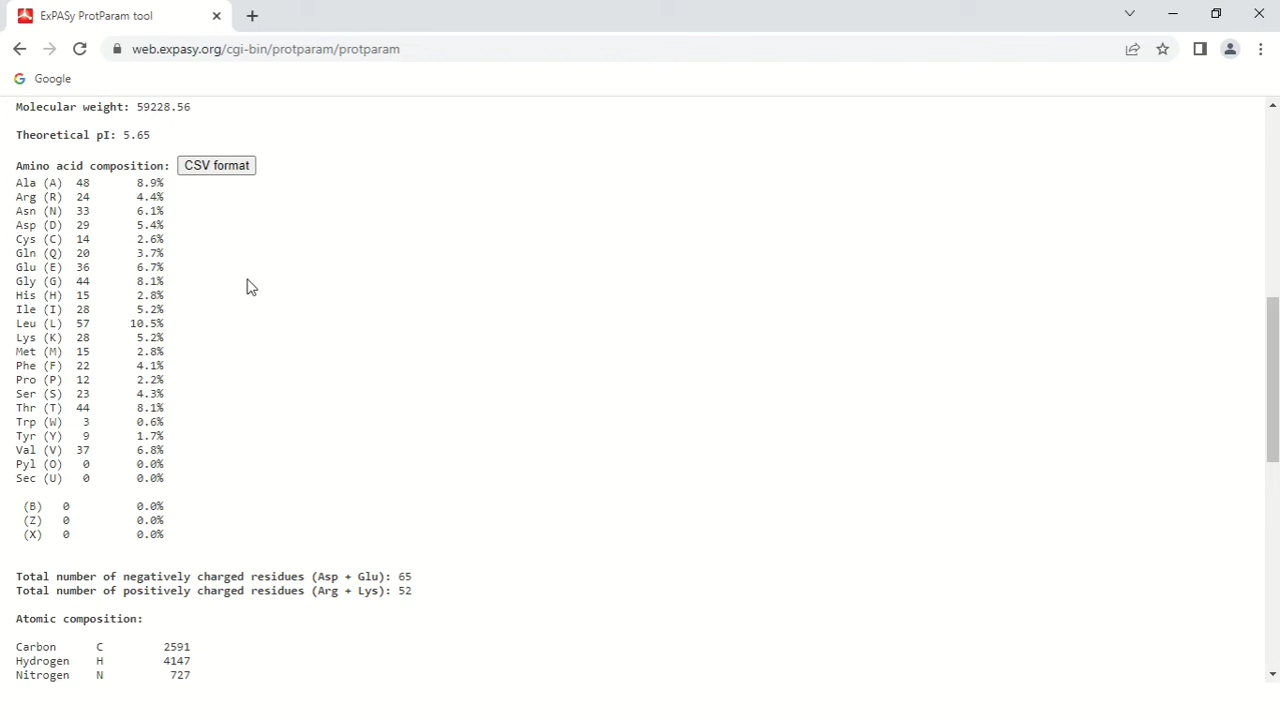 ExPASy ProtParam tool
web.expasy.org/cgi-bin/protparam/protparam
Google
Molecular weight: 59228.56
Theoretical pI: 5.65
Amino acid composition: CSV format
Ala (A) 48 8.9%
Arg (R) 24 4.4%
Asn (N) 33 6.1%
Asp (D) 29 5.4%
Cys (C) 14 2.6%
Gln (Q) 20 3.7%
Glu (E) 36 6.7%
Gly (G) 44 8.1%
His (H) 15 2.8%
Ile (I) 28 5.2%
Leu (L) 57 10.5%
Lys (K) 28 5.2%
Met (M) 15 2.8%
Phe (F) 22 4.1%
Pro (P) 12 2.2%
Ser (S) 23 4.3%
Thr (T) 44 8.1%
Trp (W) 3 0.6%
Tyr (Y) 9 1.7%
Val (V) 37 6.8%
Pyl (O) 0 0.0%
Sec (U) 0 0.0%
(B) 0 0.0%
(Z) 0 0.0%
(X) 0 0.0%
Total number of negatively charged residues (Asp + Glu): 65
Total number of positively charged residues (Arg + Lys): 52
Atomic composition:
Carbon C 2591
Hydrogen H 4147
Nitrogen N 727